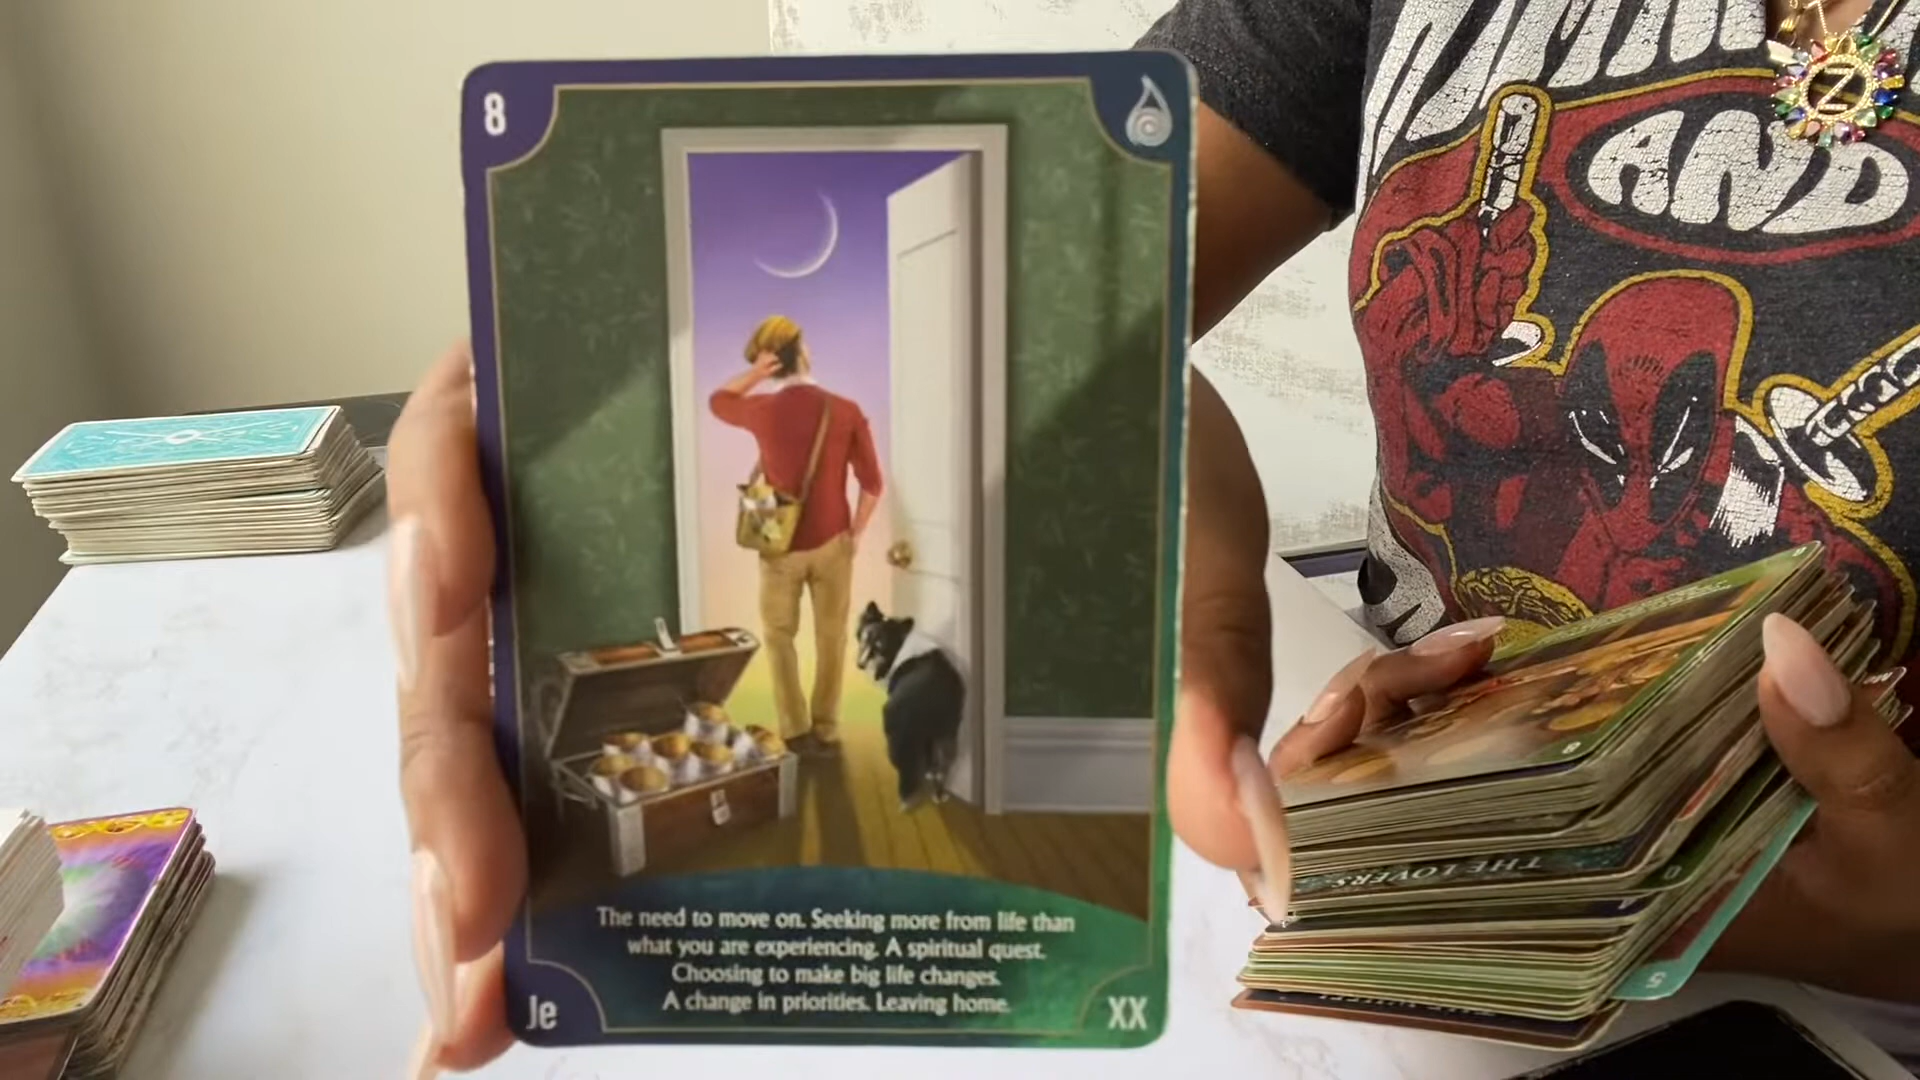 8
The need to move on. Seeking more from life than
what you are experiencing. A spiritual quest.
Choosing to make big life changes.
A change in priorities. Leaving home.
Je
XX
AND
Z
8
THE LOVERS
0
5